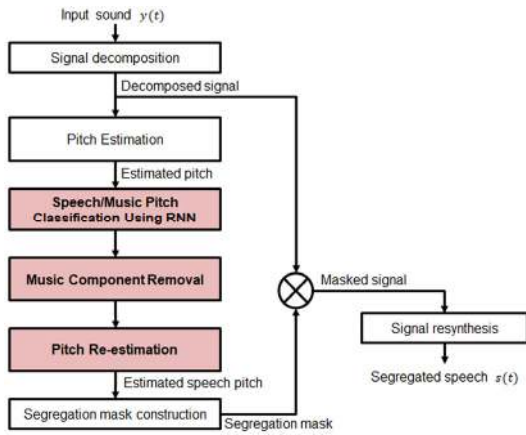 Input sound y(t)
Signal decomposition
Decomposed signal
Pitch Estimation
Estimated pitch
Speech/Music Pitch
Classification Using RNN
Music Component Removal
Masked signal
Signal resynthesis
Pitch Re-estimation
Segregated speech s(t)
Estimated speech pitch
Segregation mask construction
Segregation mask